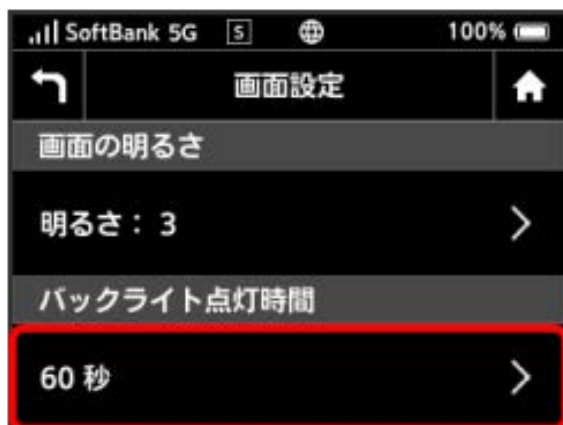 SoftBank 5G S 100%
画面設定
画面の明るさ
明るさ： 3
バックライト点灯時間
60 秒